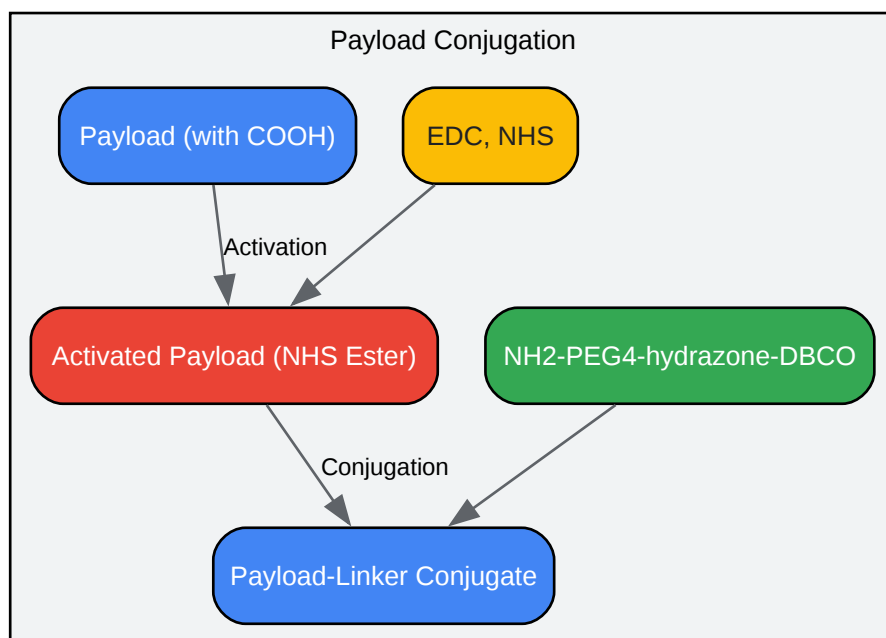 Payload Conjugation
Payload (with COOH)
EDC, NHS
Activation
Activated Payload (NHS Ester)
NH2-PEG4-hydrazone-DBCO
Conjugation
Payload-Linker Conjugate